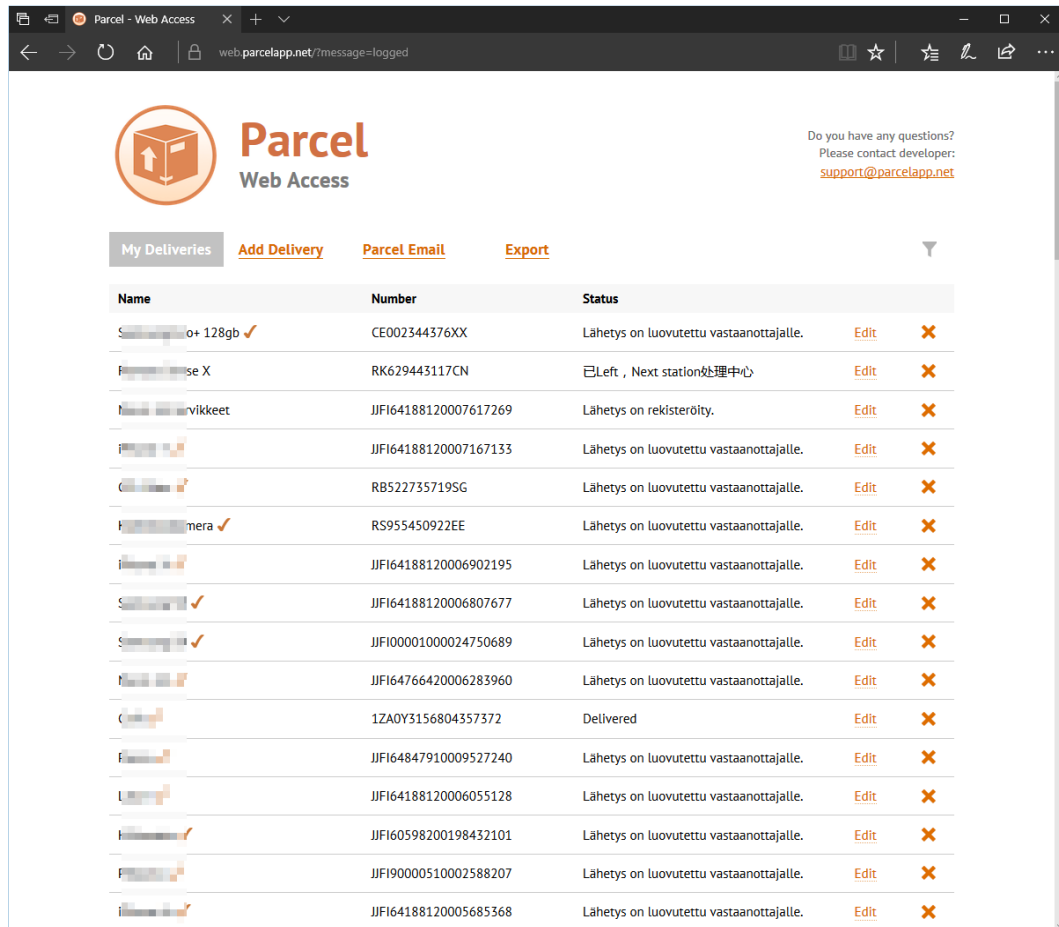 Parcel - Web Access
web.parcelapp.net/?message=logged
Parcel
Web Access
Do you have any questions?
Please contact developer:
support@parcelapp.net
My Deliveries Add Delivery Parcel Email Export
Name Number Status
o+ 128gb CE002344376XX Lähetys on luovutettu vastaanottajalle. Edit
se X RK629443117CN 已Left，Next station处理中心 Edit
rvikkeet JJFI64188120007617269 Lähetys on rekisteröity. Edit
JJFI64188120007167133 Lähetys on luovutettu vastaanottajalle. Edit
RB522735719SG Lähetys on luovutettu vastaanottajalle. Edit
mera RS955450922EE Lähetys on luovutettu vastaanottajalle. Edit
JJFI64188120006902195 Lähetys on luovutettu vastaanottajalle. Edit
JJFI64188120006807677 Lähetys on luovutettu vastaanottajalle. Edit
JJFI00001000024750689 Lähetys on luovutettu vastaanottajalle. Edit
JJFI64766420006283960 Lähetys on luovutettu vastaanottajalle. Edit
1ZA0Y3156804357372 Delivered Edit
JJFI64847910009527240 Lähetys on luovutettu vastaanottajalle. Edit
JJFI64188120006055128 Lähetys on luovutettu vastaanottajalle. Edit
JJFI60598200198432101 Lähetys on luovutettu vastaanottajalle. Edit
JJFI90000510002588207 Lähetys on luovutettu vastaanottajalle. Edit
JJFI64188120005685368 Lähetys on luovutettu vastaanottajalle. Edit